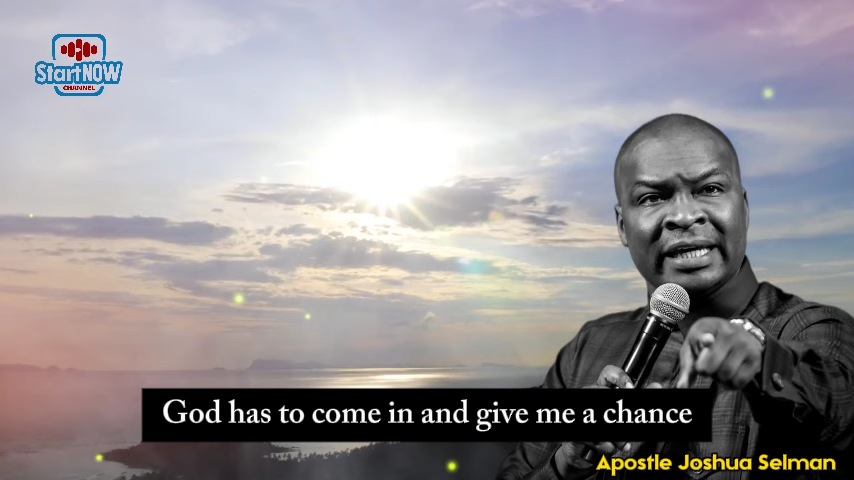 StartNOW
CHANNEL
God has to come in and give me a chance
Apostle Joshua Selman